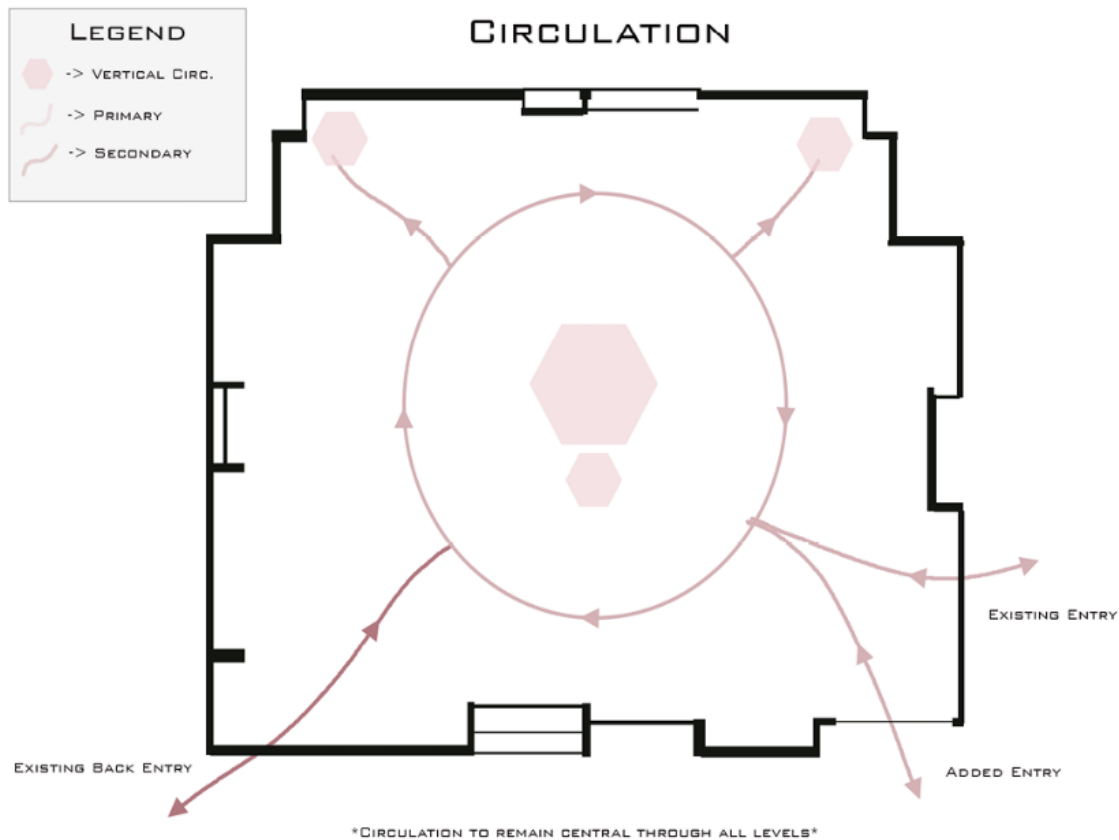 LEGEND
-> VERTICAL CIRC.
-> PRIMARY
-> SECONDARY
CIRCULATION
EXISTING ENTRY
EXISTING BACK ENTRY
ADDED ENTRY
*CIRCULATION TO REMAIN CENTRAL THROUGH ALL LEVELS*